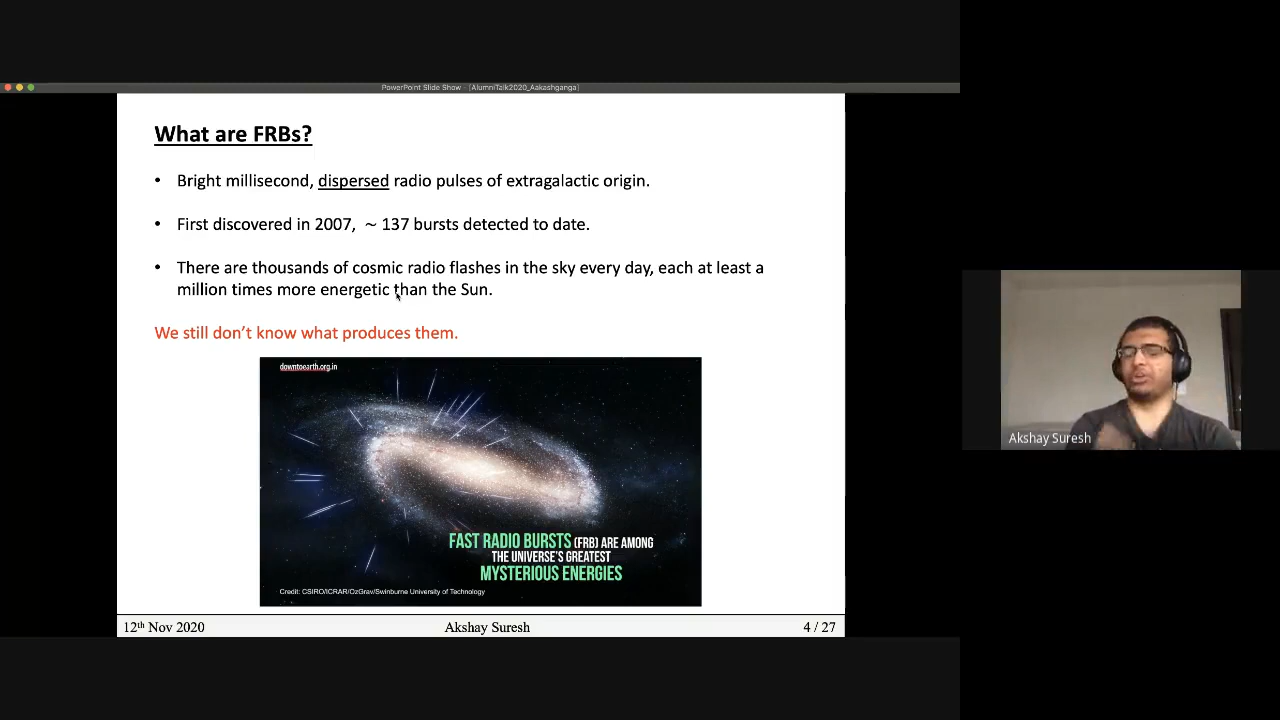 PowerPoint Slide Show - [AlumniTalk2020_Aakashganga]
What are FRBs?
• Bright millisecond, dispersed radio pulses of extragalactic origin.
• First discovered in 2007, ~ 137 bursts detected to date.
• There are thousands of cosmic radio flashes in the sky every day, each at least a
million times more energetic than the Sun.
We still don't know what produces them.
downtoearth.org.in
FAST RADIO BURSTS (FRB) ARE AMONG
THE UNIVERSE'S GREATEST
MYSTERIOUS ENERGIES
Credit: CSIRO/ICRAR/OzGrav/Swinburne University of Technology
12th Nov 2020 Akshay Suresh 4 / 27
Akshay Suresh